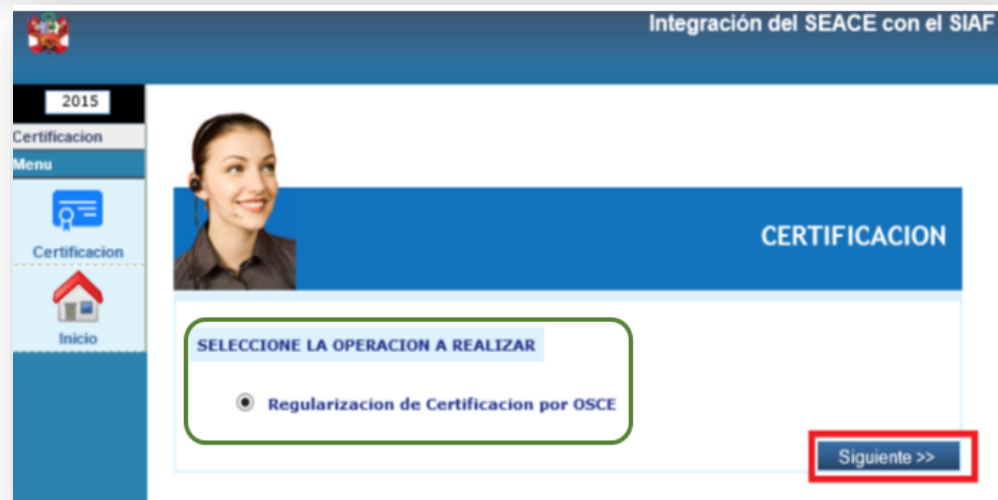 Integración del SEACE con el SIAF
2015
Certificacion
Menu
Certificacion
Inicio
CERTIFICACION
SELECCIONE LA OPERACION A REALIZAR
Regularizacion de Certificacion por OSCE
Siguiente >>